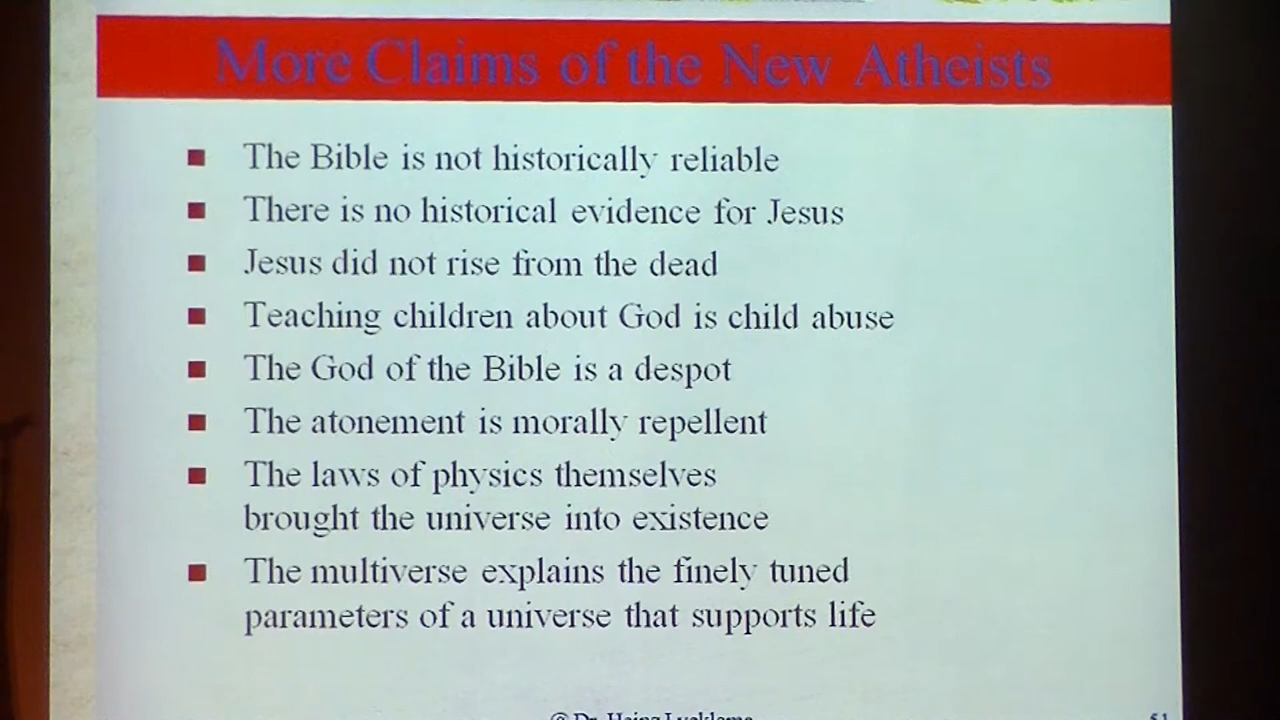 More Claims of the New Atheists
The Bible is not historically reliable
There is no historical evidence for Jesus
Jesus did not rise from the dead
Teaching children about God is child abuse
The God of the Bible is a despot
The atonement is morally repellent
The laws of physics themselves
brought the universe into existence
The multiverse explains the finely tuned
parameters of a universe that supports life
© Dr. Heinz Lycklama